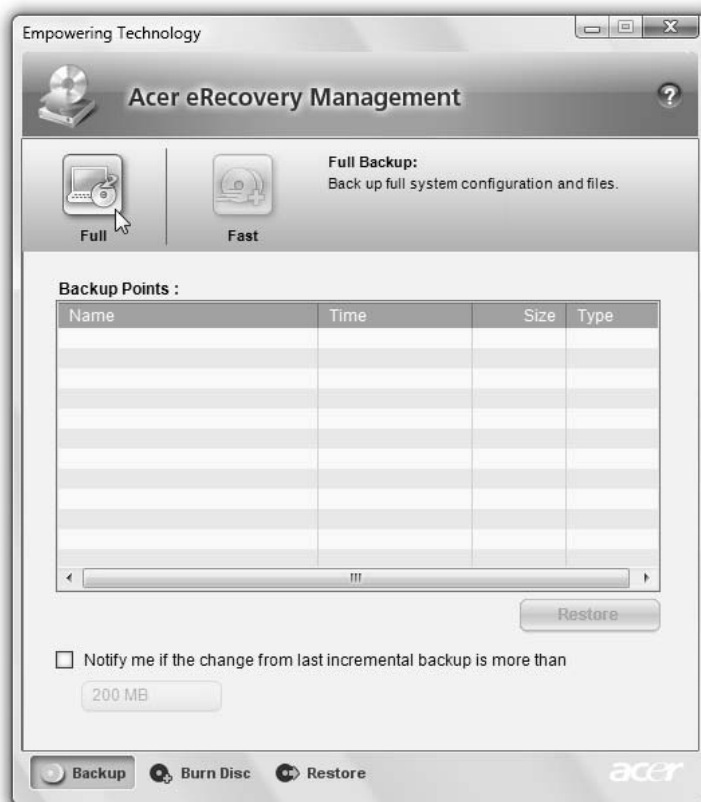 Empowering Technology
Acer eRecovery Management
?
Full
Fast
Full Backup:
Back up full system configuration and files.
Backup Points :
Name Time Size Type
Restore
Notify me if the change from last incremental backup is more than
200 MB
Backup Burn Disc Restore acer